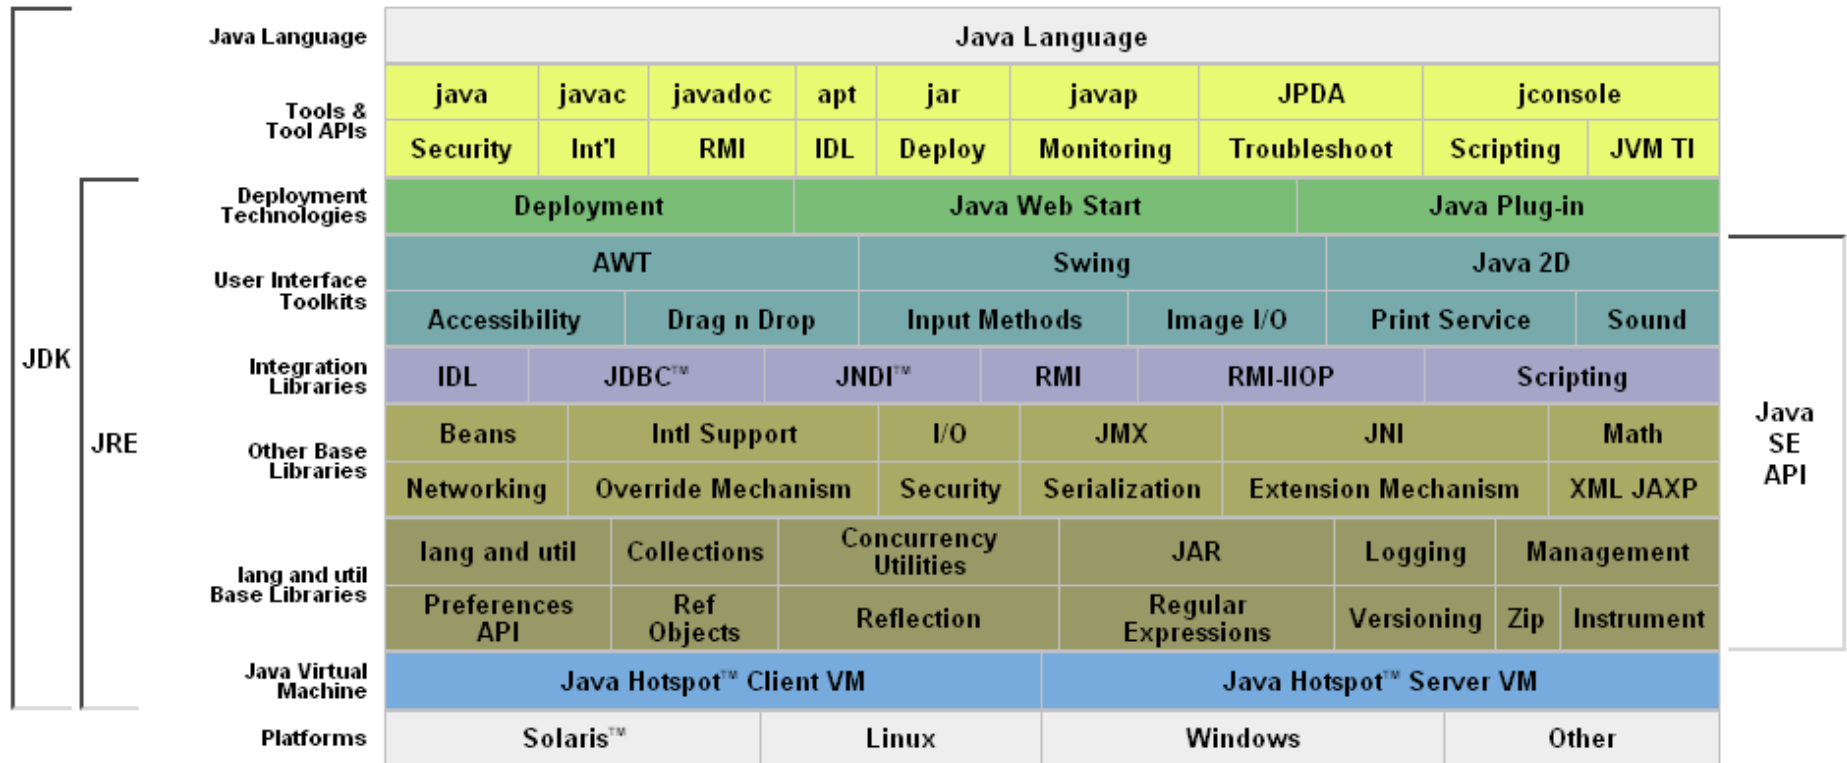 Java Language
Java Language
Tools &
Tool APIs
java javac javadoc apt jar javap JPDA jconsole
Security Int'l RMI IDL Deploy Monitoring Troubleshoot Scripting JVM TI
Deployment
Technologies
Deployment Java Web Start Java Plug-in
User Interface
Toolkits
AWT Swing Java 2D
Accessibility Drag n Drop Input Methods Image I/O Print Service Sound
Integration
Libraries
IDL JDBC™ JNDI™ RMI RMI-IIOP Scripting
Other Base
Libraries
Beans Intl Support I/O JMX JNI Math
Networking Override Mechanism Security Serialization Extension Mechanism XML JAXP
lang and util
Base Libraries
lang and util Collections Concurrency
Utilities JAR Logging Management
Preferences
API Ref
Objects Reflection Regular
Expressions Versioning Zip Instrument
Java Virtual
Machine
Java Hotspot™ Client VM Java Hotspot™ Server VM
Platforms
Solaris™ Linux Windows Other
JDK
JRE
Java
SE
API